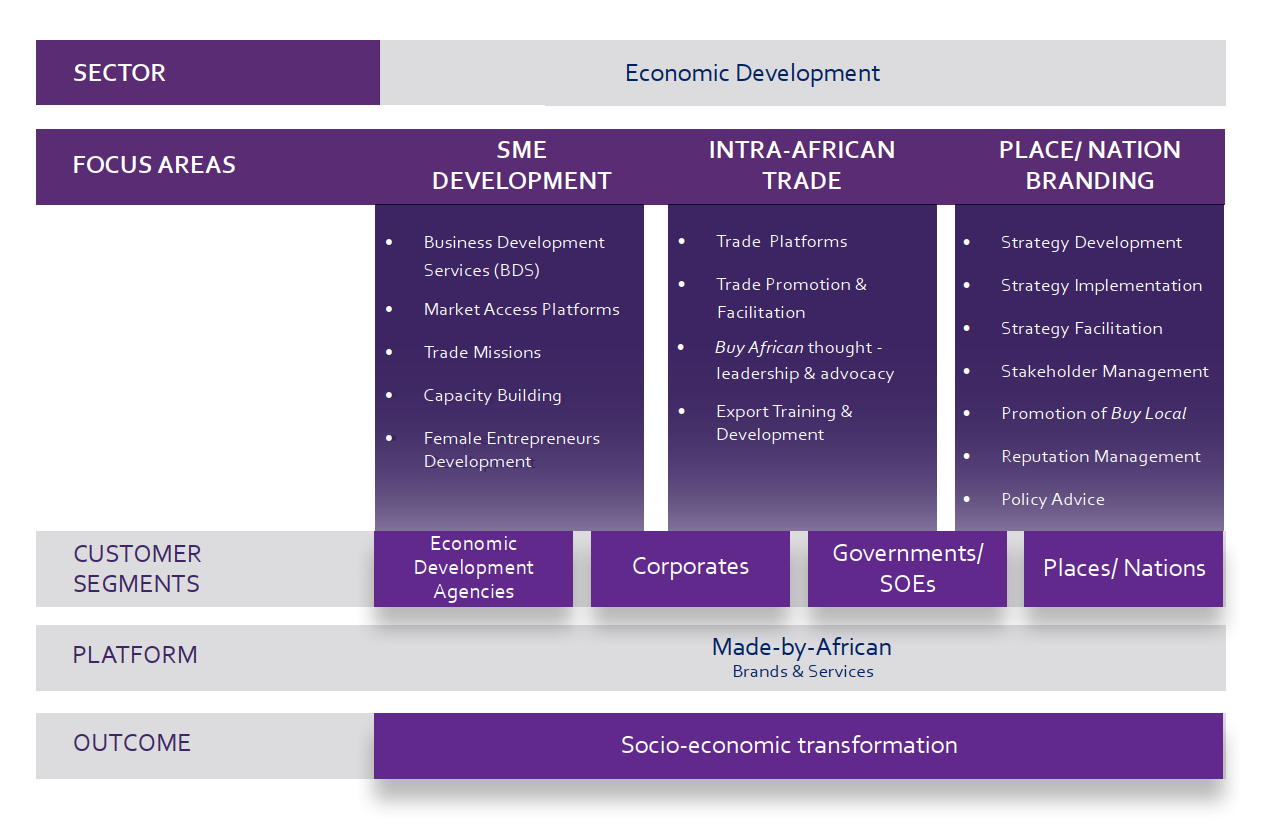 SECTOR
Economic Development
FOCUS AREAS
SME
DEVELOPMENT
INTRA-AFRICAN
TRADE
PLACE/ NATION
BRANDING
• Business Development
Services (BDS)
• Market Access Platforms
• Trade Missions
• Capacity Building
• Female Entrepreneurs
Development
• Trade Platforms
• Trade Promotion &
Facilitation
• Buy African thought -
leadership & advocacy
• Export Training &
Development
• Strategy Development
• Strategy Implementation
• Strategy Facilitation
• Stakeholder Management
• Promotion of Buy Local
• Reputation Management
• Policy Advice
CUSTOMER
SEGMENTS
Economic
Development
Agencies
Corporates
Governments/
SOEs
Places/ Nations
PLATFORM
Made-by-African
Brands & Services
OUTCOME
Socio-economic transformation